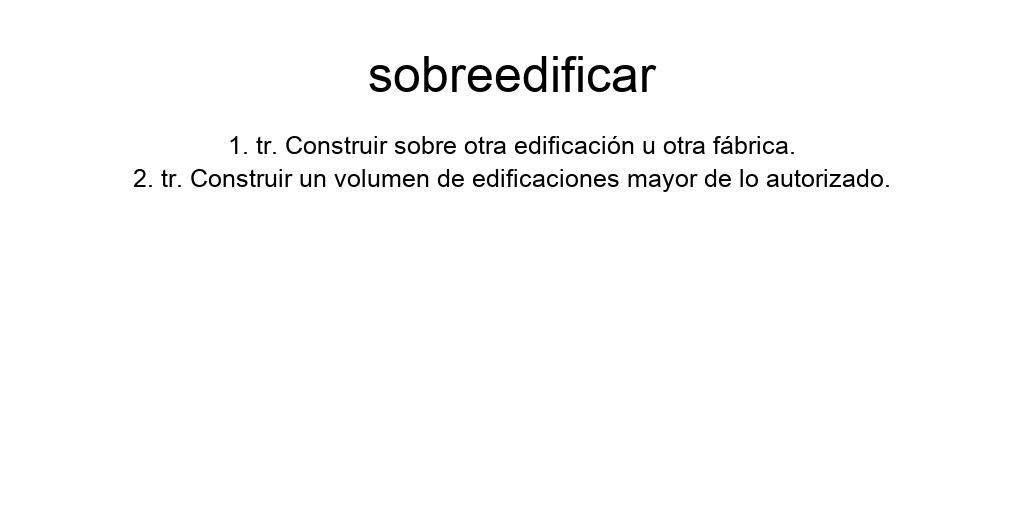 sobreedificar
1. tr. Construir sobre otra edificación u otra fábrica.
2. tr. Construir un volumen de edificaciones mayor de lo autorizado.